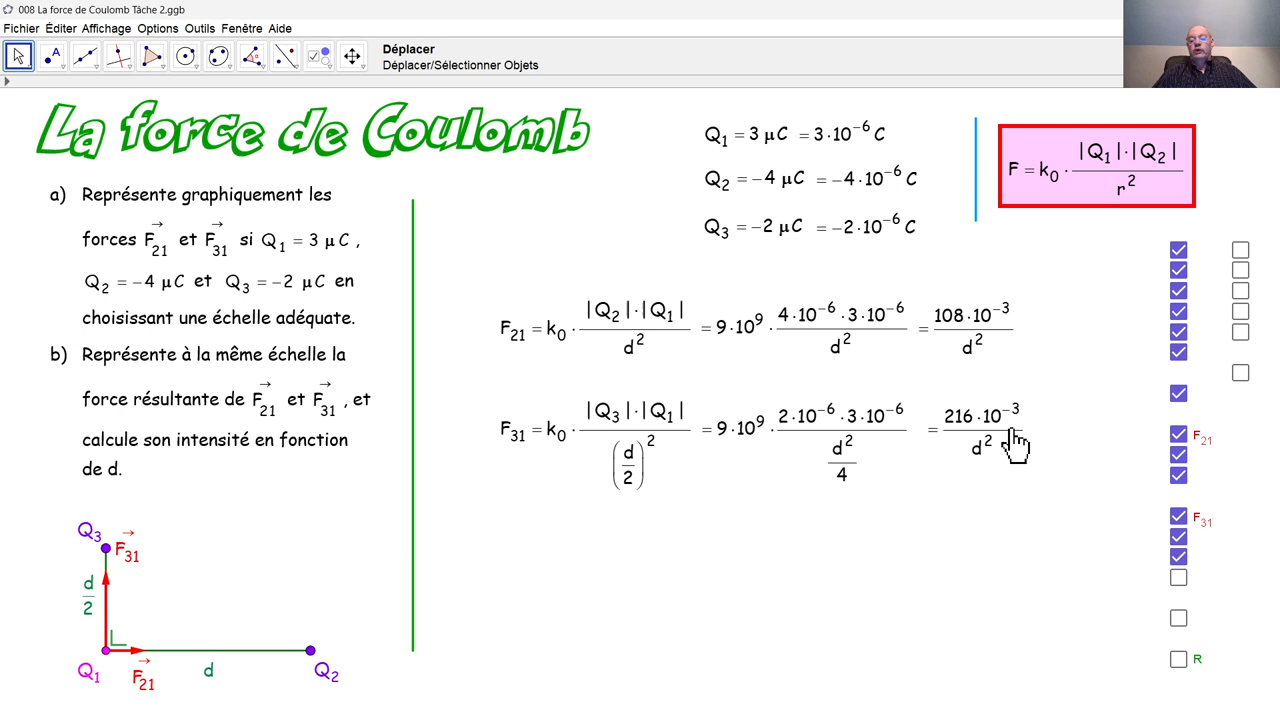 008 La force de Coulomb Tâche 2.ggb
Fichier Éditer Affichage Options Outils Fenêtre Aide
Déplacer
Déplacer/Sélectionner Objets
La force de Coulomb
a) Représente graphiquement les
forces F₂₁→ et F₃₁→ si Q₁ = 3 μC,
Q₂ = −4 μC et Q₃ = −2 μC en
choisissant une échelle adéquate.
b) Représente à la même échelle la
force résultante de F₂₁→ et F₃₁→, et
calcule son intensité en fonction
de d.
Q₃
F₃₁→
d/2
Q₁
F₂₁→
d
Q₂
Q₁ = 3 μC = 3·10⁻⁶ C
Q₂ = −4 μC = −4·10⁻⁶ C
Q₃ = −2 μC = −2·10⁻⁶ C
F = k₀ · |Q₁|·|Q₂| / r²
F₂₁ = k₀ · |Q₂|·|Q₁| / d² = 9·10⁹ · 4·10⁻⁶·3·10⁻⁶ / d² = 108·10⁻³ / d²
F₃₁ = k₀ · |Q₃|·|Q₁| / (d/2)² = 9·10⁹ · 2·10⁻⁶·3·10⁻⁶ / (d²/4) = 216·10⁻³ / d²
F₂₁
F₃₁
R